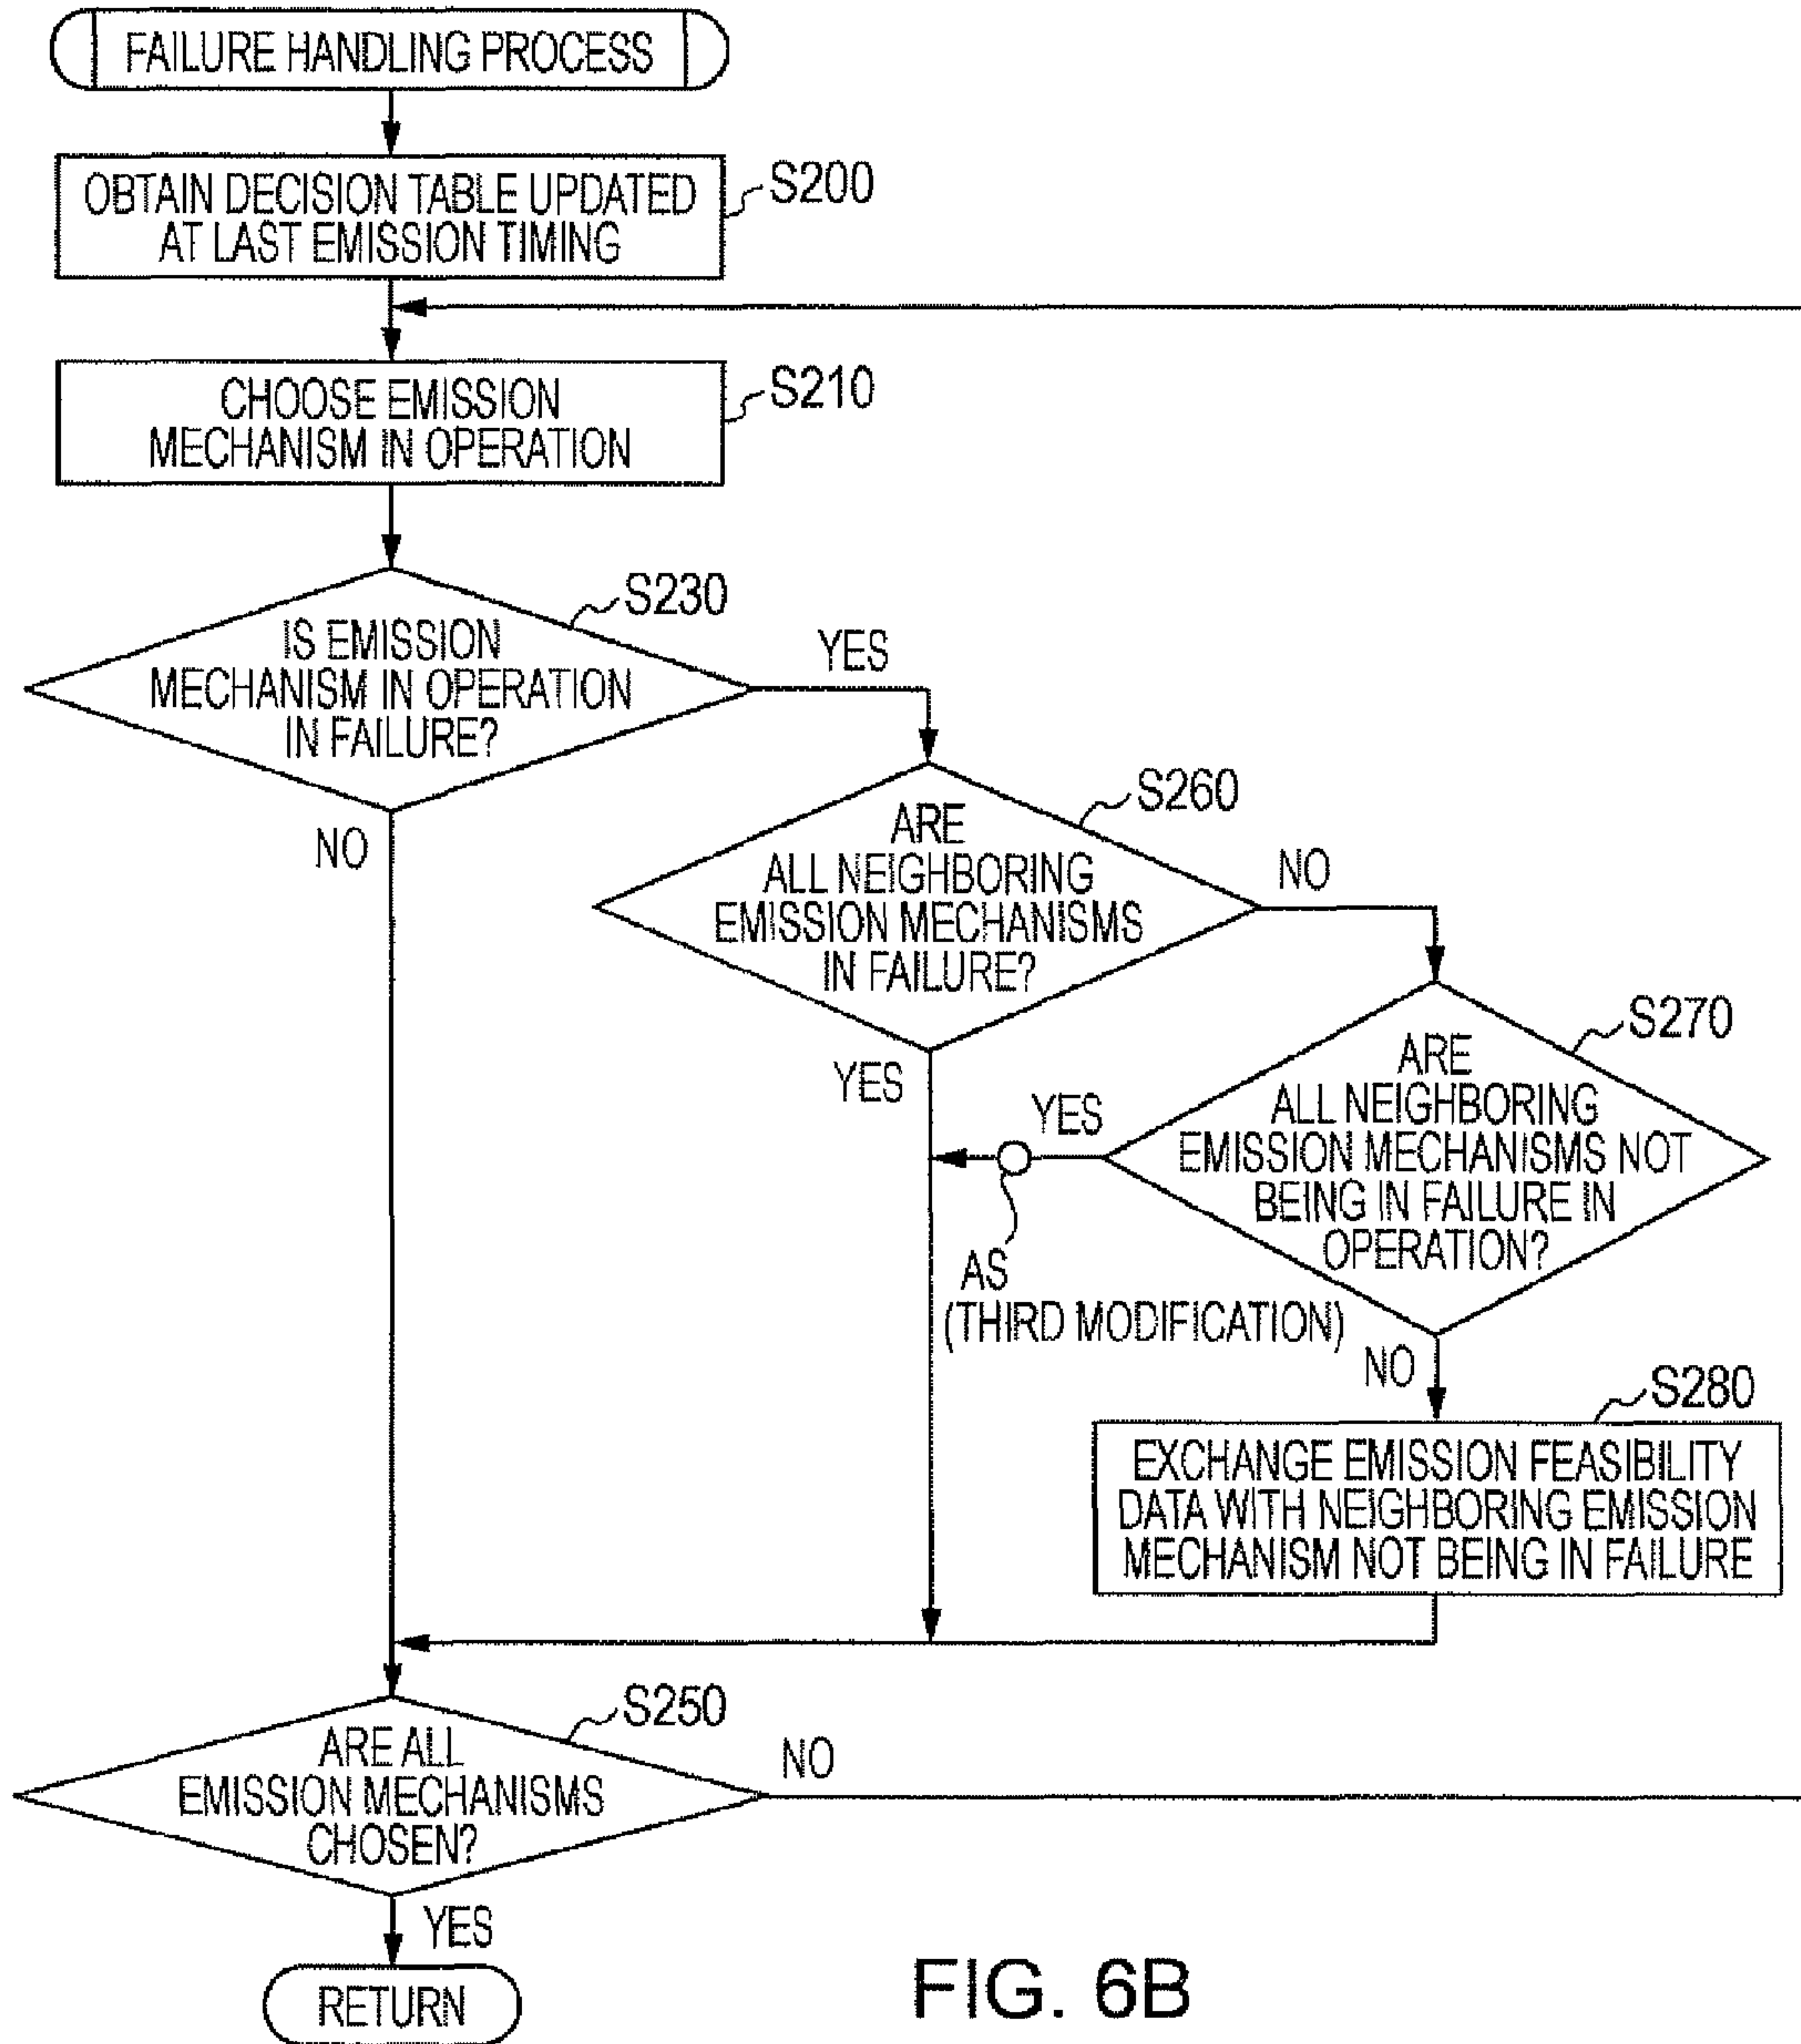 FAILURE HANDLING PROCESS
OBTAIN DECISION TABLE UPDATED
AT LAST EMISSION TIMING
S200
CHOOSE EMISSION
MECHANISM IN OPERATION
S210
S230
IS EMISSION
MECHANISM IN OPERATION
IN FAILURE?
YES
NO
S260
ARE
ALL NEIGHBORING
EMISSION MECHANISMS
IN FAILURE?
NO
YES
S270
ARE
ALL NEIGHBORING
EMISSION MECHANISMS NOT
BEING IN FAILURE IN
OPERATION?
YES
AS
(THIRD MODIFICATION)
NO
S280
EXCHANGE EMISSION FEASIBILITY
DATA WITH NEIGHBORING EMISSION
MECHANISM NOT BEING IN FAILURE
S250
ARE ALL
EMISSION MECHANISMS
CHOSEN?
NO
YES
RETURN
FIG. 6B